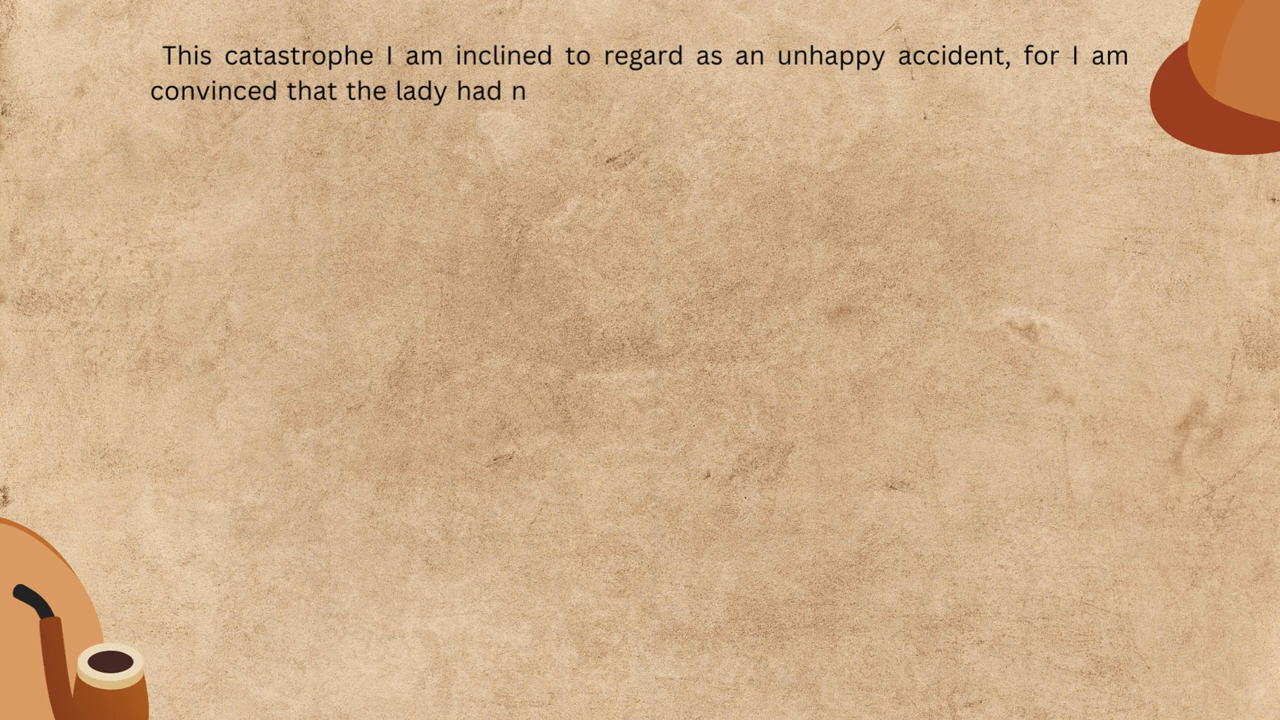 This catastrophe I am inclined to regard as an unhappy accident, for I am
convinced that the lady had n